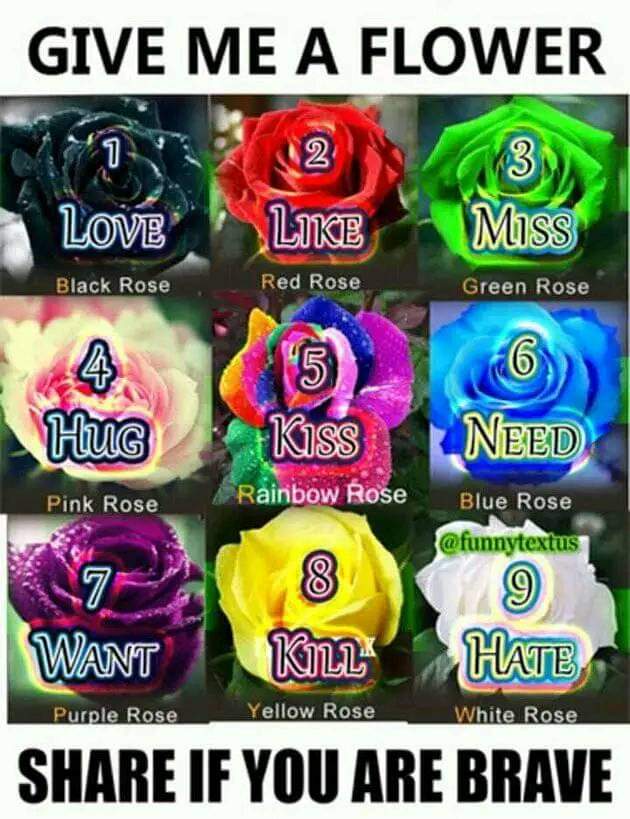 GIVE ME A FLOWER
1
LOVE
Black Rose
2
LIKE
Red Rose
3
MISS
Green Rose
4
HUG
Pink Rose
5
KISS
Rainbow Rose
6
NEED
Blue Rose
7
WANT
Purple Rose
8
KILL
Yellow Rose
@funnytextus
9
HATE
White Rose
SHARE IF YOU ARE BRAVE